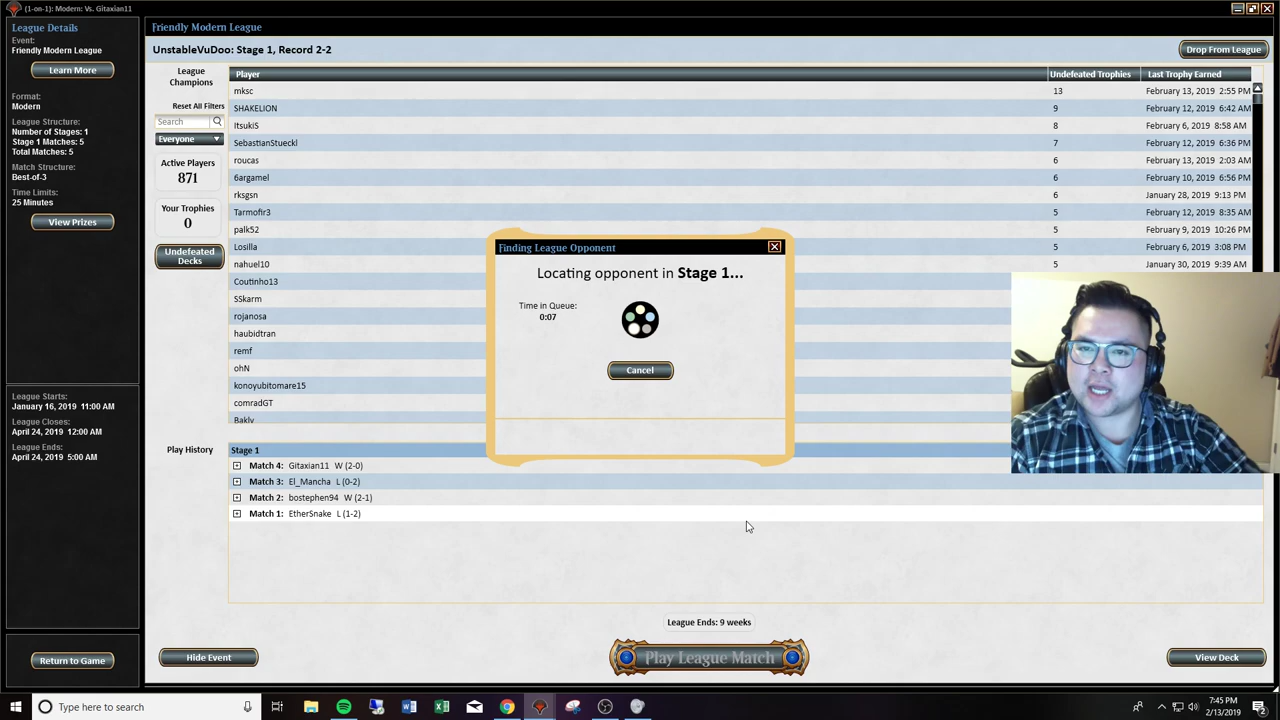 (1-on-1): Modern: Vs. Gitaxian11
League Details
Event:
Friendly Modern League
Learn More
Format:
Modern
League Structure:
Number of Stages: 1
Stage 1 Matches: 5
Total Matches: 5
Match Structure:
Best-of-3
Time Limits:
25 Minutes
View Prizes
League Starts:
January 16, 2019 11:00 AM
League Closes:
April 24, 2019 12:00 AM
League Ends:
April 24, 2019 5:00 AM
Return to Game
Friendly Modern League
UnstableVuDoo: Stage 1, Record 2-2
Drop From League
League
Champions
Reset All Filters
Search
Everyone
Active Players
871
Your Trophies
0
Undefeated
Decks
Player Undefeated Trophies Last Trophy Earned
mksc 13 February 13, 2019 2:55 PM
SHAKELION 9 February 12, 2019 6:42 AM
ItsukiS 8 February 6, 2019 8:58 AM
SebastianStueckl 7 February 12, 2019 6:36 PM
roucas 6 February 13, 2019 2:03 AM
6argamel 6 February 10, 2019 6:56 PM
rksgsn 6 January 28, 2019 9:13 PM
Tarmofir3 5 February 12, 2019 8:35 AM
palk52 5 February 9, 2019 10:26 PM
Losilla 5 February 6, 2019 3:08 PM
nahuel10 5 January 30, 2019 9:39 AM
Coutinho13
SSkarm
rojanosa
haubidtran
remf
ohN
konoyubitomare15
comradGT
Bakly
Finding League Opponent
Locating opponent in Stage 1...
Time in Queue:
0:07
Cancel
Play History
Stage 1
Match 4: Gitaxian11 W (2-0)
Match 3: El_Mancha L (0-2)
Match 2: bostephen94 W (2-1)
Match 1: EtherSnake L (1-2)
League Ends: 9 weeks
Hide Event
Play League Match
View Deck
Type here to search
7:45 PM
2/13/2019
2